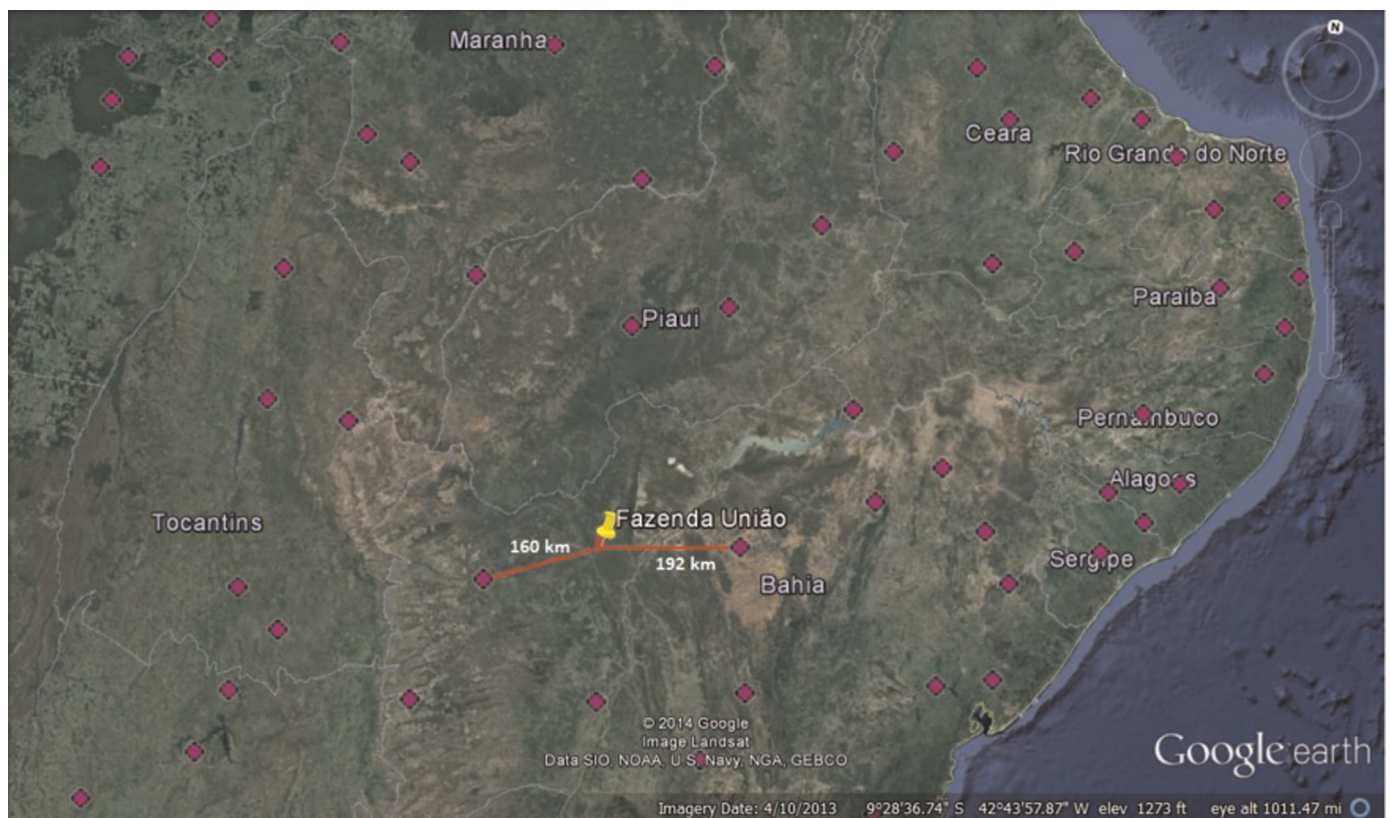 N
Maranha
Ceara
Rio Grande do Norte
Piaui
Paraiba
Pernambuco
Alagoas
Tocantins
Fazenda União
160 km
192 km
Sergipe
Bahia
© 2014 Google
Image Landsat
Data SIO, NOAA, U.S. Navy, NGA, GEBCO
Google earth
Imagery Date: 4/10/2013 9°28'36.74" S 42°43'57.87" W elev 1273 ft eye alt 1011.47 mi